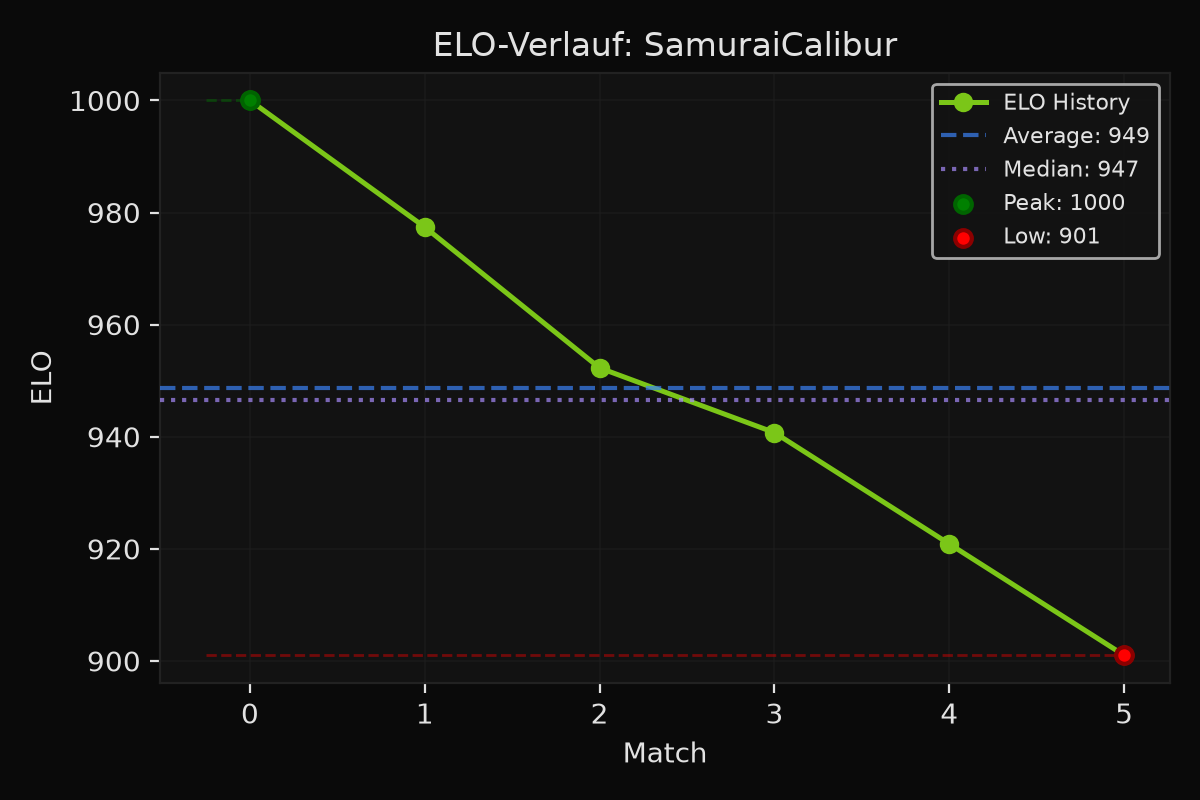 ELO-Verlauf: SamuraiCalibur
ELO History
Average: 949
Median: 947
Peak: 1000
Low: 901
1000
980
960
940
920
900
ELO
0 1 2 3 4 5
Match